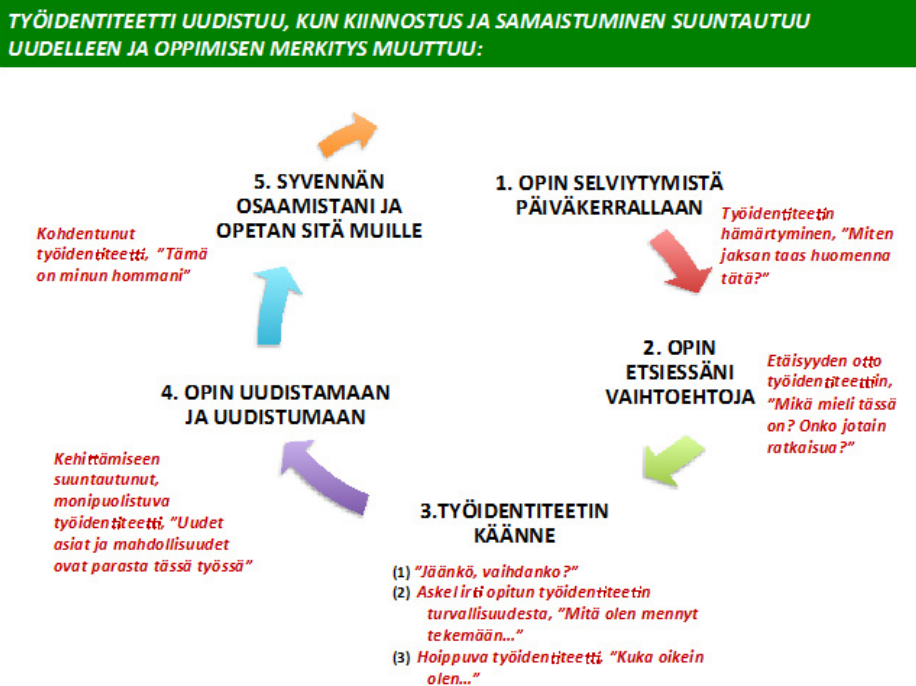 TYÖIDENTITEETTI UUDISTUU, KUN KIINNOSTUS JA SAMAISTUMINEN SUUNTAUTUU
UUDELLEEN JA OPPIMISEN MERKITYS MUUTTUU:
1. OPIN SELVIYTYMISTÄ
PÄIVÄKERRALLAAN
Työidentiteetin
hämärtyminen, ”Miten
jaksan taas huomenna
tätä?”
2. OPIN
ETSIESSÄNI
VAIHTOEHTOJA
Etäisyyden otto
työidentiteettiin,
”Mikä mieli tässä
on? Onko jotain
ratkaisua?”
3.TYÖIDENTITEETIN
KÄÄNNE
(1) ”Jäänkö, vaihdanko?”
(2) Askel irti opitun työidentiteetin
turvallisuudesta, ”Mitä olen mennyt
tekemään…”
(3) Hoippuva työidentiteetti, ”Kuka oikein
olen…”
4. OPIN UUDISTAMAAN
JA UUDISTUMAAN
Kehittämiseen
suuntautunut,
monipuolistuva
työidentiteetti, ”Uudet
asiat ja mahdollisuudet
ovat parasta tässä työssä”
5. SYVENNÄN
OSAAMISTANI JA
OPETAN SITÄ MUILLE
Kohdentunut
työidentiteetti, ”Tämä
on minun hommani”